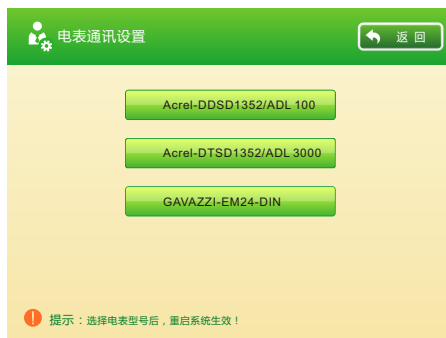 电表通讯设置
返 回
Acrel-DDSD1352/ADL 100
Acrel-DTSD1352/ADL 3000
GAVAZZI-EM24-DIN
提示：选择电表型号后，重启系统生效！